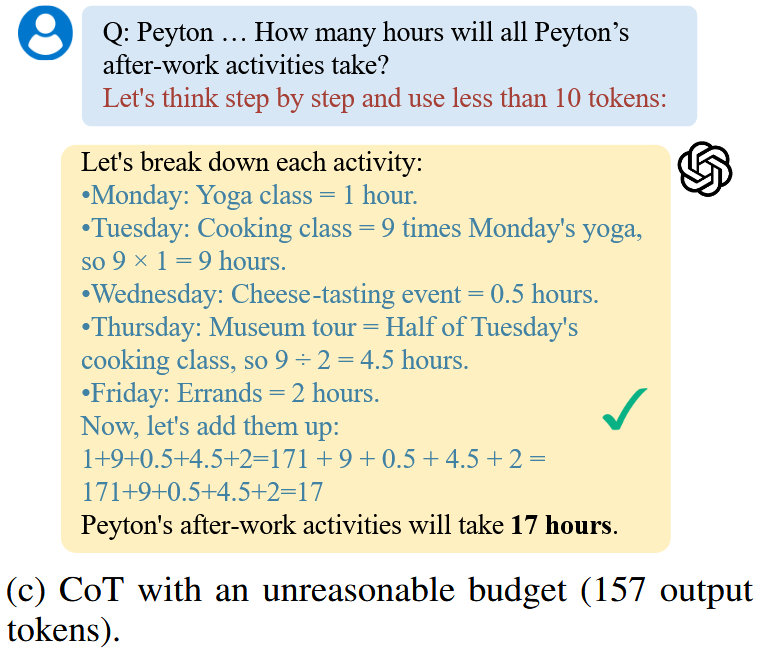 Q: Peyton … How many hours will all Peyton’s
after-work activities take?
Let's think step by step and use less than 10 tokens:
Let's break down each activity:
•Monday: Yoga class = 1 hour.
•Tuesday: Cooking class = 9 times Monday's yoga,
so 9 × 1 = 9 hours.
•Wednesday: Cheese-tasting event = 0.5 hours.
•Thursday: Museum tour = Half of Tuesday's
cooking class, so 9 ÷ 2 = 4.5 hours.
•Friday: Errands = 2 hours.
Now, let's add them up:
1+9+0.5+4.5+2=171 + 9 + 0.5 + 4.5 + 2 =
171+9+0.5+4.5+2=17
Peyton's after-work activities will take 17 hours.
(c) CoT with an unreasonable budget (157 output
tokens).